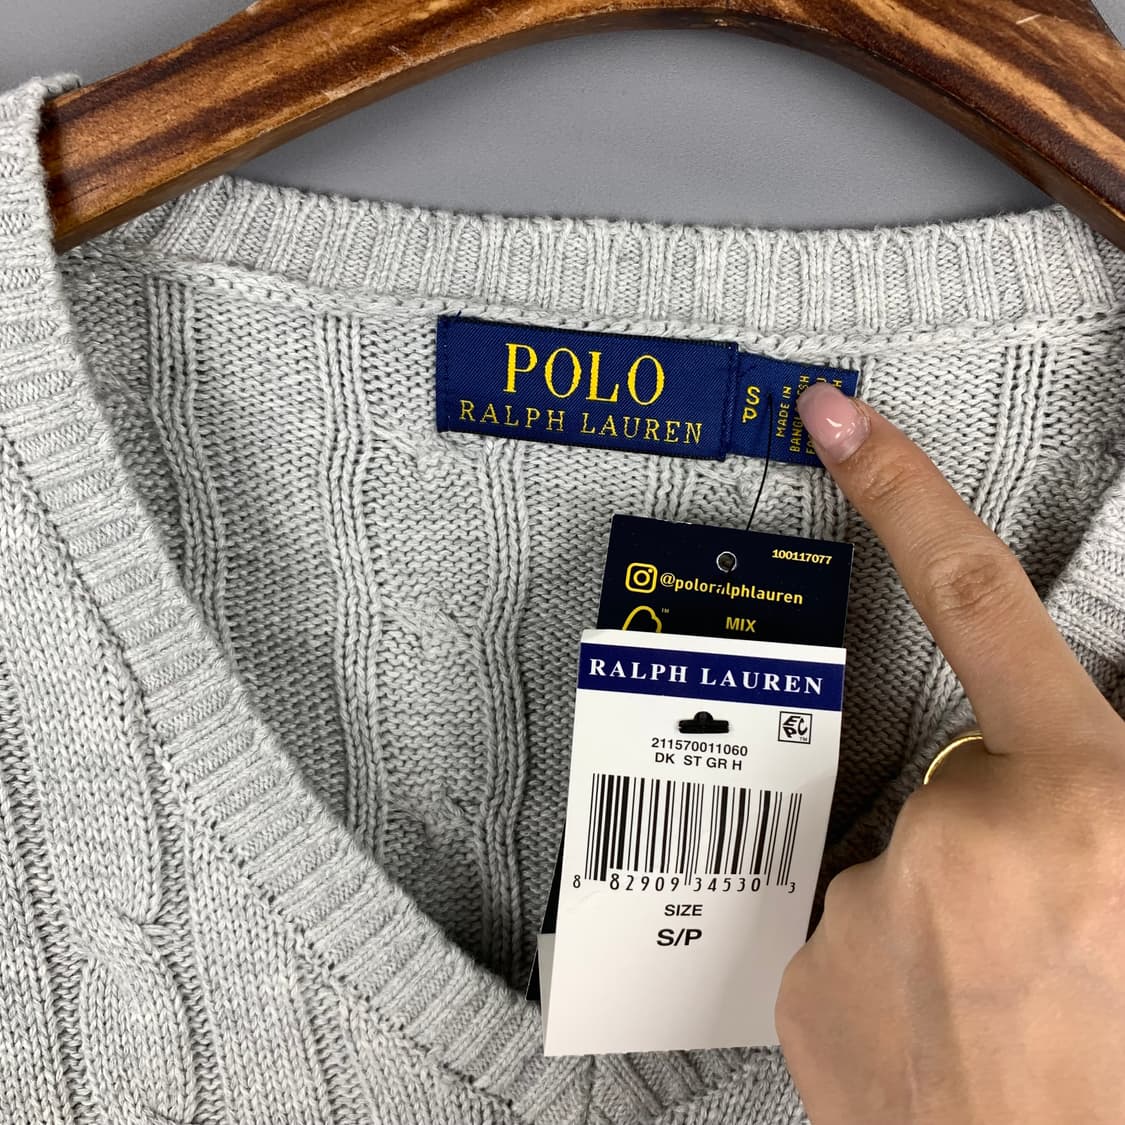 POLO
RALPH LAUREN
S
P
MADE IN
100117077
@poloralphlauren
MIX
RALPH LAUREN
EPC
211570011060
DK ST GR H
8 82909 34530 3
SIZE
S/P